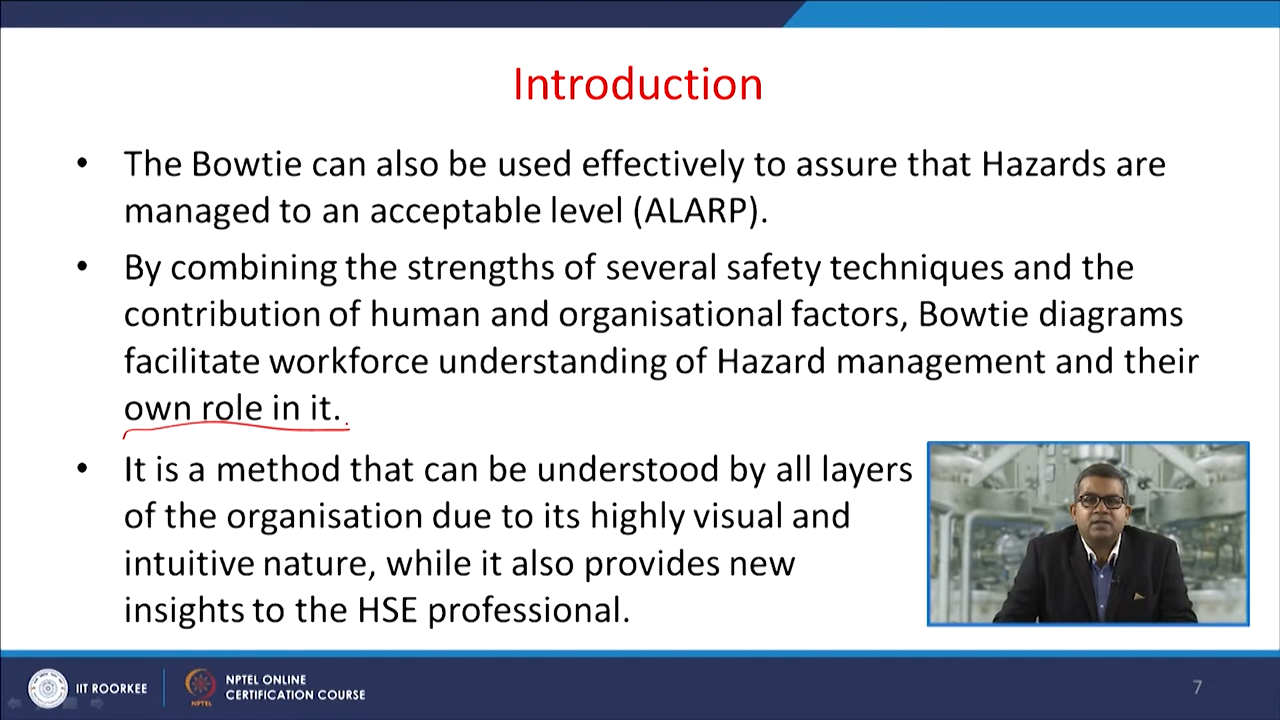 Introduction
• The Bowtie can also be used effectively to assure that Hazards are
managed to an acceptable level (ALARP).
• By combining the strengths of several safety techniques and the
contribution of human and organisational factors, Bowtie diagrams
facilitate workforce understanding of Hazard management and their
own role in it.
• It is a method that can be understood by all layers
of the organisation due to its highly visual and
intuitive nature, while it also provides new
insights to the HSE professional.
IIT ROORKEE
NPTEL
NPTEL ONLINE
CERTIFICATION COURSE
7